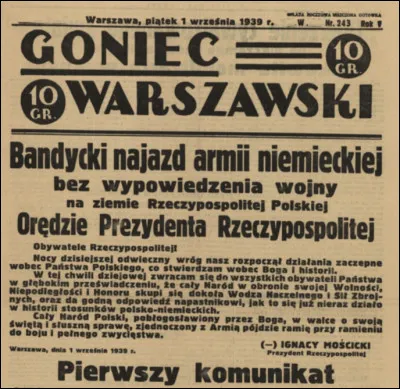 Warszawa, piątek 1 września 1939 r.
OPŁATA POCZTOWA UISZCZONA GOTÓWKĄ
W. Nr. 243 Rok V
GONIEC
10 GR.
10 GR.
WARSZAWSKI
Bandycki najazd armii niemieckiej
bez wypowiedzenia wojny
na ziemie Rzeczypospolitej Polskiej
Orędzie Prezydenta Rzeczypospolitej
Obywatele Rzeczypospolitej!
Nocy dzisiejszej odwieczny wróg nasz rozpoczął działania zaczepne
wobec Państwa Polskiego, co stwierdzam wobec Boga i historii.
W tej chwili dziejowej zwracam się do wszystkich obywateli Państwa
w głębokim przeświadczeniu, że cały Naród w obronie swojej Wolności,
Niepodległości i Honoru skupi się dokoła Wodza Naczelnego i Sił Zbroj-
nych, oraz da godną odpowiedź napastnikowi, jak to się już nieraz działo
w historii stosunków polsko-niemieckich.
Cały Naród Polski, pobłogosławiony przez Boga, w walce o swoją
świętą i słuszną sprawę, zjednoczony z Armią pójdzie ramię przy ramieniu
do boju i pełnego zwycięstwa.
(—) IGNACY MOŚCICKI
Prezydent Rzeczypospolitej
Warszawa, dnia 1 września 1939 r.
Pierwszy komunikat